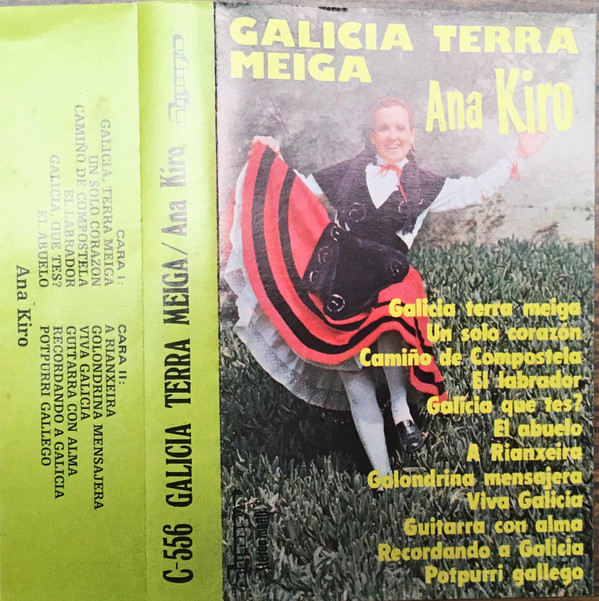 GALICIA TERRA
MEIGA
Ana Kiro
Galicia terra meiga
Un solo corazón
Camiño de Compostela
El labrador
Galicia que tes?
El abuelo
A Rianxeira
Golondrina mensajera
Viva Galicia
Guitarra con alma
Recordando a Galicia
Potpurri gallego
C-556 GALICIA TERRA MEIGA/Ana Kiro
CARA I:
GALICIA, TERRA MEIGA
UN SOLO CORAZON
CAMIÑO DE COMPOSTELA
EL LABRADOR
GALICIA, QUE TES?
EL ABUELO
CARA II:
A RIANXRIRA
GOLONDRINA MENSAJERA
VIVA GALICIA
GUITARRA CON ALMA
RECORDANDO A GALICIA
POTPURRI GALLEGO
Ana Kiro